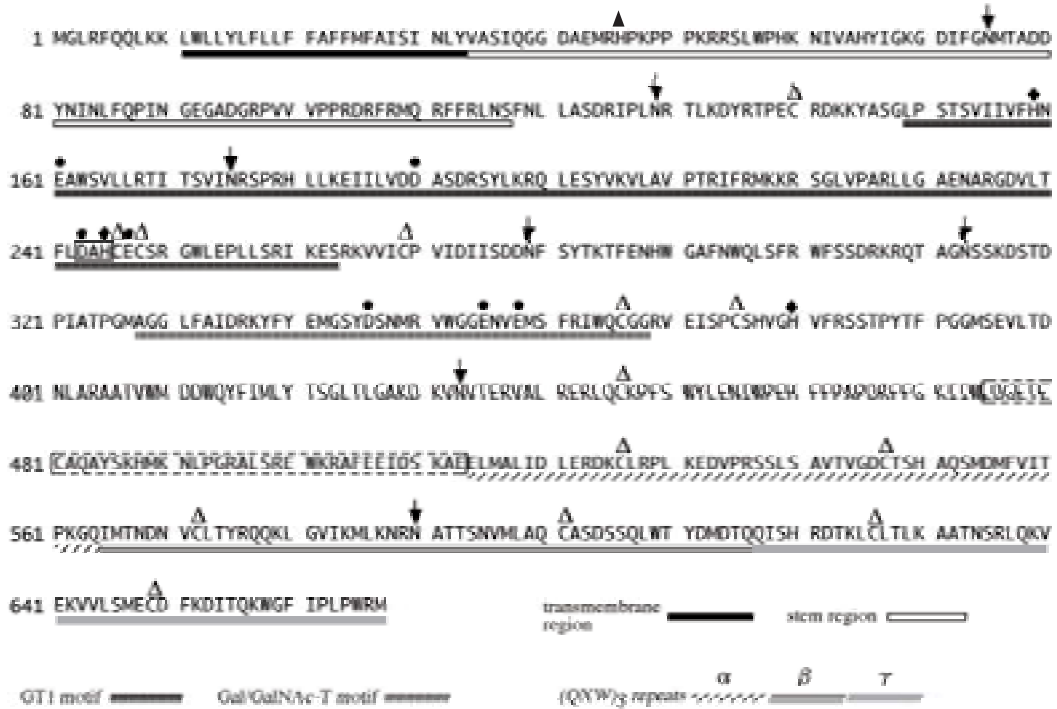 1 MGLRFQQLKK LWLLYLFLLF FAFFMFAISI NLYVASIQGG DAEMRHPKPP PKRRSLWPHK NIVAHYIGKG DIFGNMTADD
81 YNINLFQPIN GEGADGRPVV VPPRDRFRMQ RFFRLNSFNL LASDRIPLNR TLKDYRTPEC RDKKYASGLP STSVIIVFHN
161 EAWSVLLRTI TSVINRSPRH LLKEIILVDD ASDRSYLKRQ LESYVKVLAV PTRIFRMKKR SGLVPARLLG AENARGDVLT
241 FLDAHCECSR GWLEPLLSRI KESRKVVICP VIDIISDDNF SYTKTFENHW GAFNWQLSFR WFSSDRKRQT AGNSSKDSTD
321 PIATPGMAGG LFAIDRKYFY EMGSYDSNMR VWGGENVEMS FRIWQCGGRV EISPCSHVGH VFRSSTPYTF PGGMSEVLTD
401 NLARAATVWM DDWQYFIMLY TSGLTLGAKD KVNVTERVAL RERLQCKPFS
481 CAQAYSKHMK NLPGRALSRE WKRAFEEIDS KAEELMALID LERDKCLRPL KEDVPRSSLS AVTVGDCTSH AQSMDMFVIT
561 PKGQIMTNDN VCLTYRQQKL GVIKMLKNRN ATTSNVMLAQ CASDSSQLWT YDMDTQQISH RDTKLCLTLK AATNSRLQKV
641 EKVVLSMECD FKDITQKWGF IPLPWRM
transmembrane region
stem region
GT1 motif
Gal/GalNAc-T motif
(QXW)3 repeats
α β γ